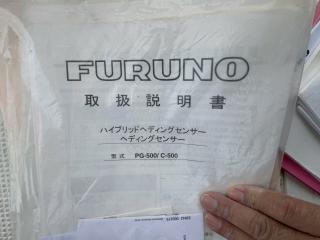 FURUNO
取扱説明書
ハイブリッドヘディングセンサー
ヘディングセンサー
型式 PG-500/ C-500